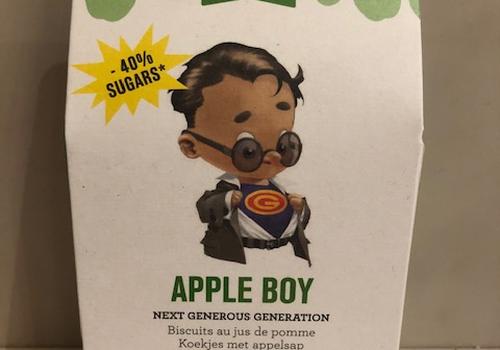 - 40%
SUGARS*
G
APPLE BOY
NEXT GENEROUS GENERATION
Biscuits au jus de pomme
Koekjes met appelsap